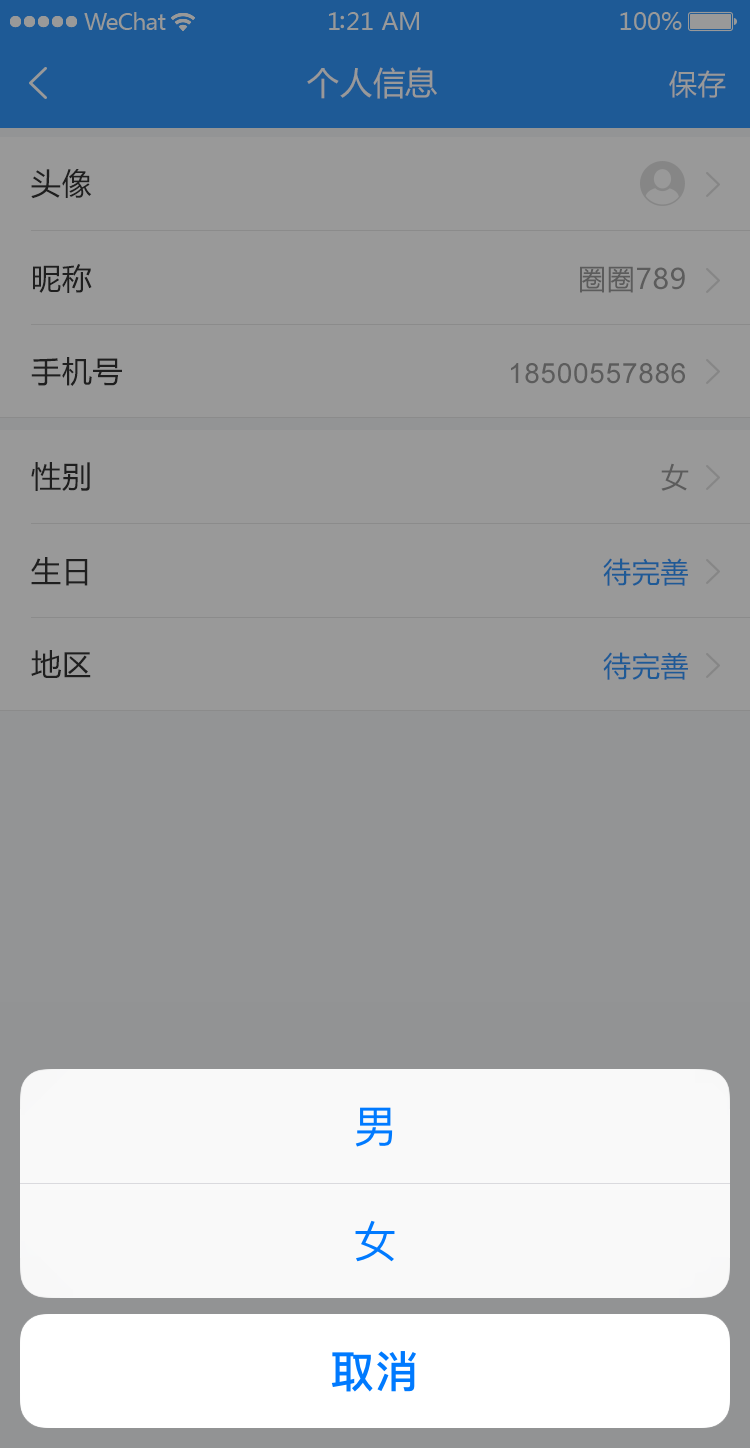 WeChat 1:21 AM 100%
个人信息 保存
头像
昵称 圈圈789
手机号 18500557886
性别 女
生日 待完善
地区 待完善
男
女
取消